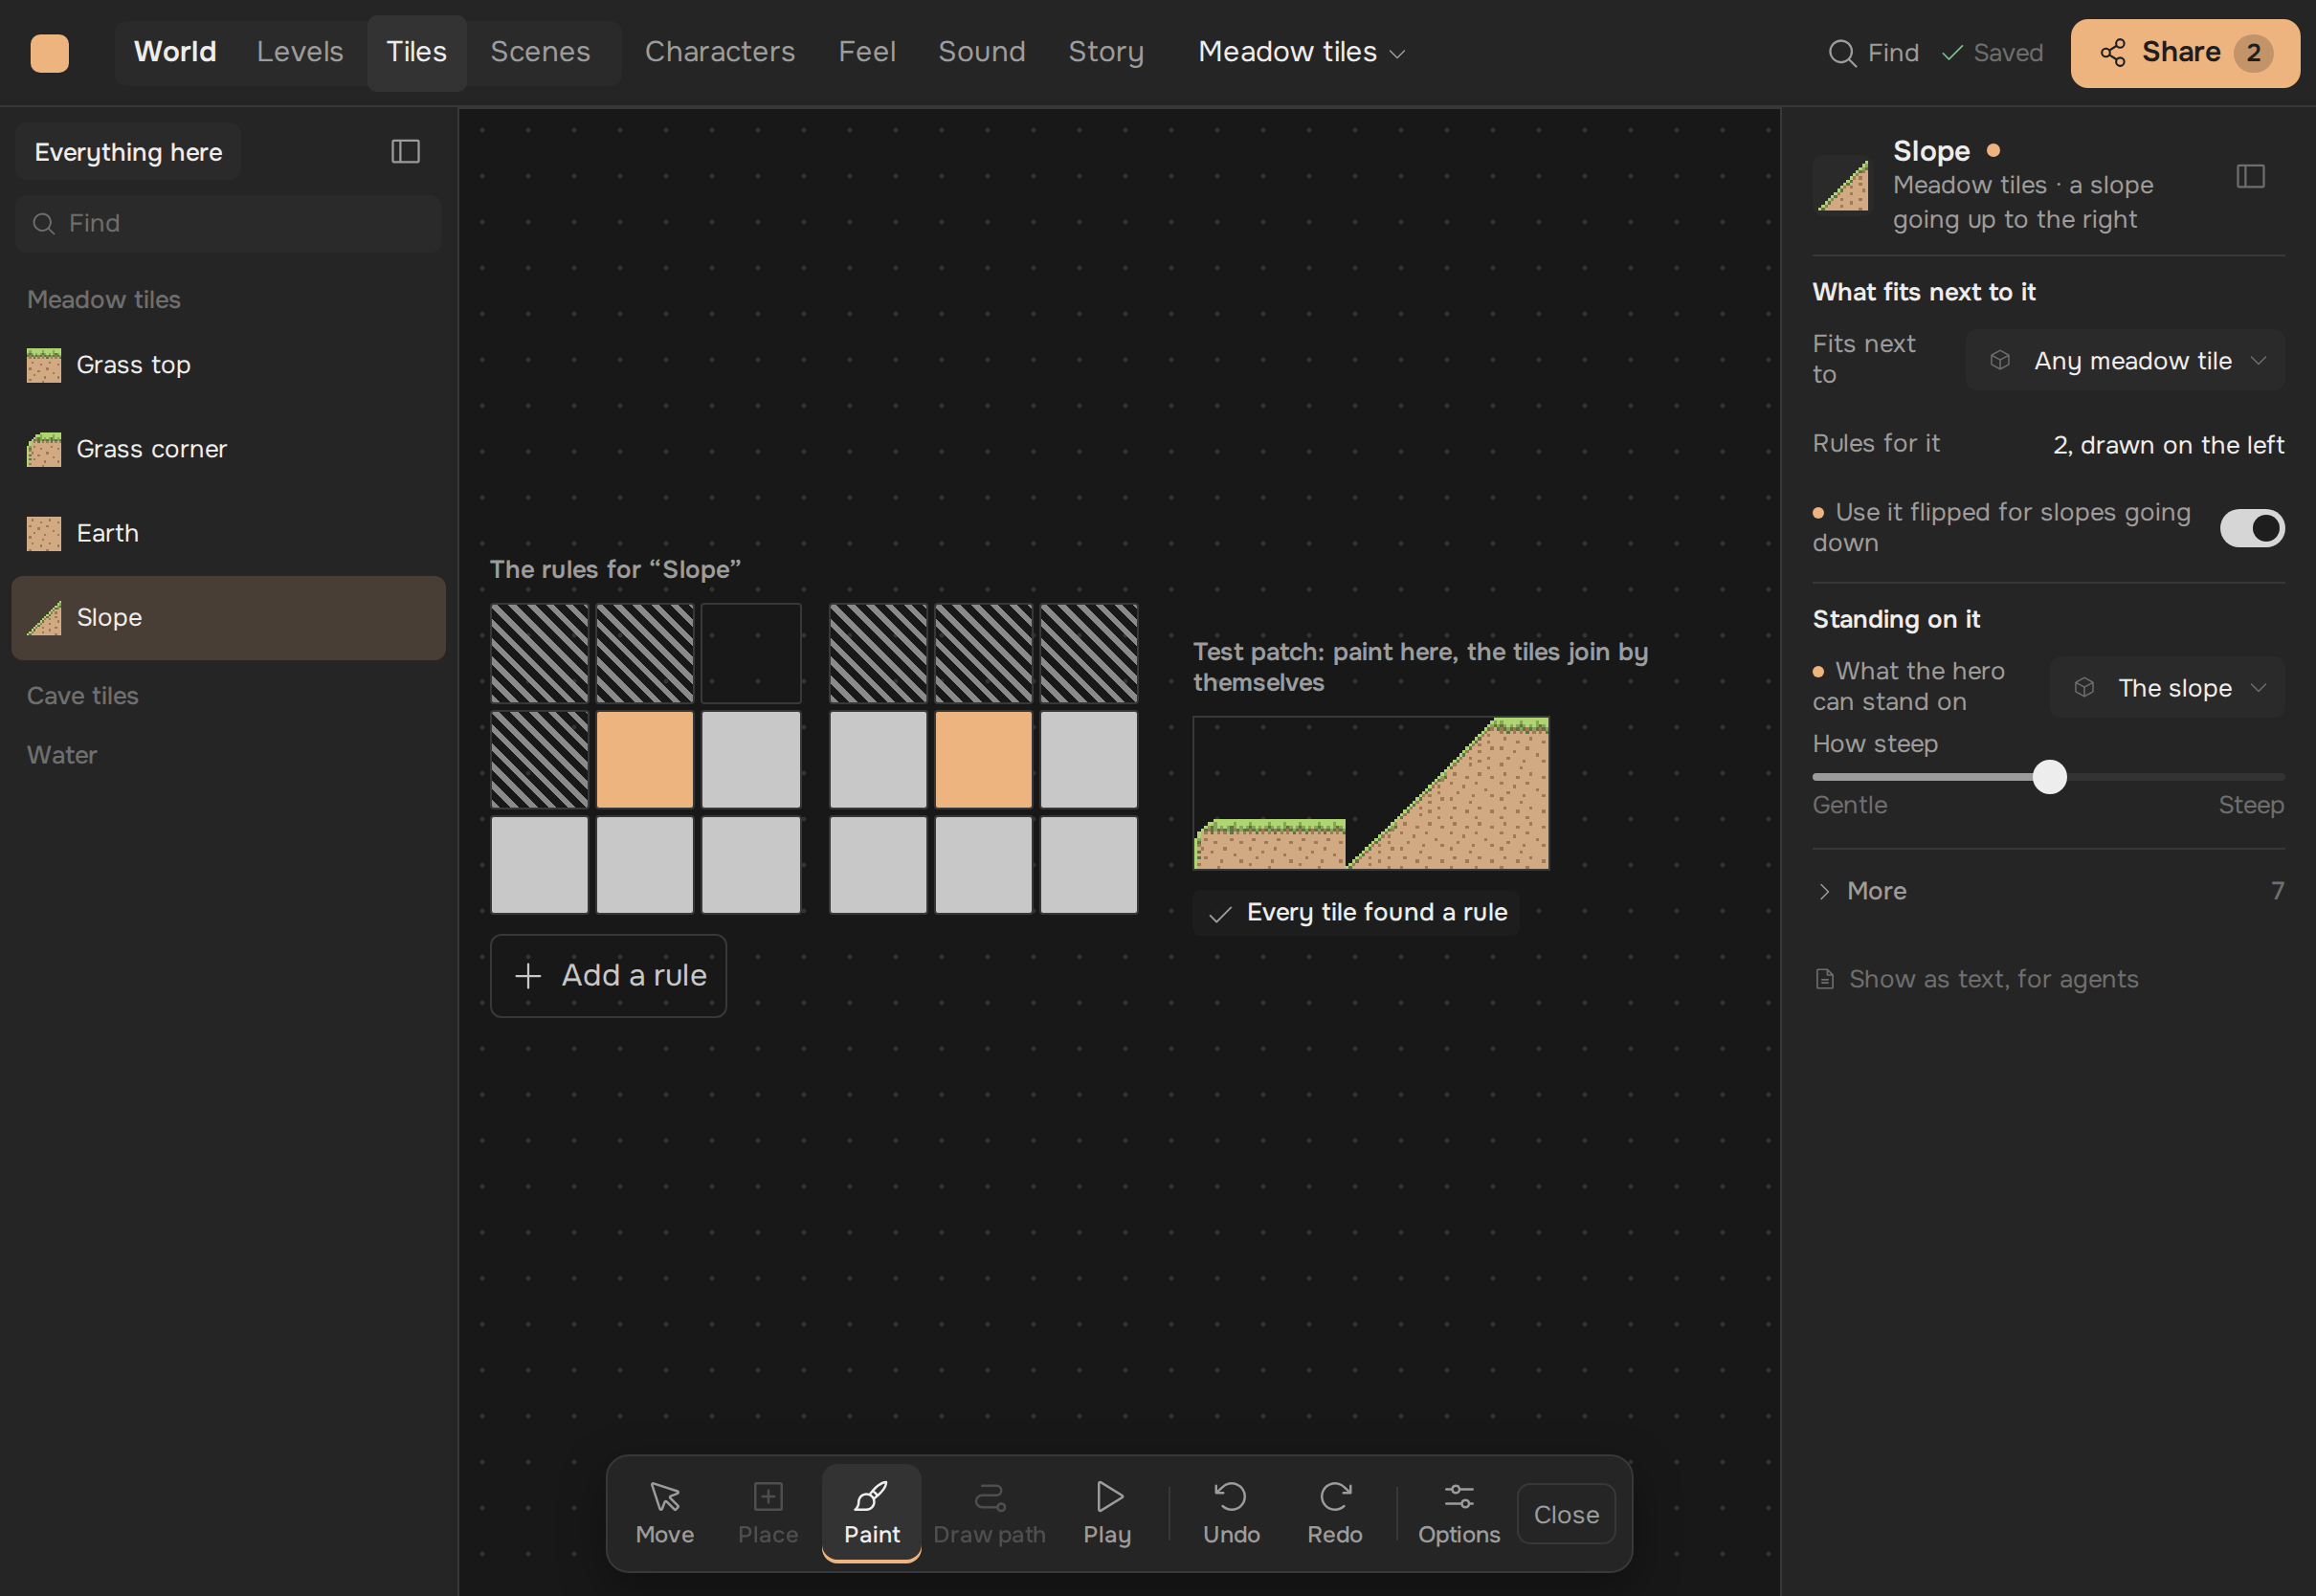 World Levels Tiles Scenes Characters Feel Sound Story Meadow tiles Find Saved Share 2
Everything here
Find
Meadow tiles
Grass top
Grass corner
Earth
Slope
Cave tiles
Water
The rules for “Slope”
Add a rule
Test patch: paint here, the tiles join by
themselves
Every tile found a rule
Move Place Paint Draw path Play Undo Redo Options Close
Slope
Meadow tiles · a slope
going up to the right
What fits next to it
Fits next
to
Any meadow tile
Rules for it 2, drawn on the left
Use it flipped for slopes going
down
Standing on it
What the hero
can stand on
The slope
How steep
Gentle Steep
More 7
Show as text, for agents